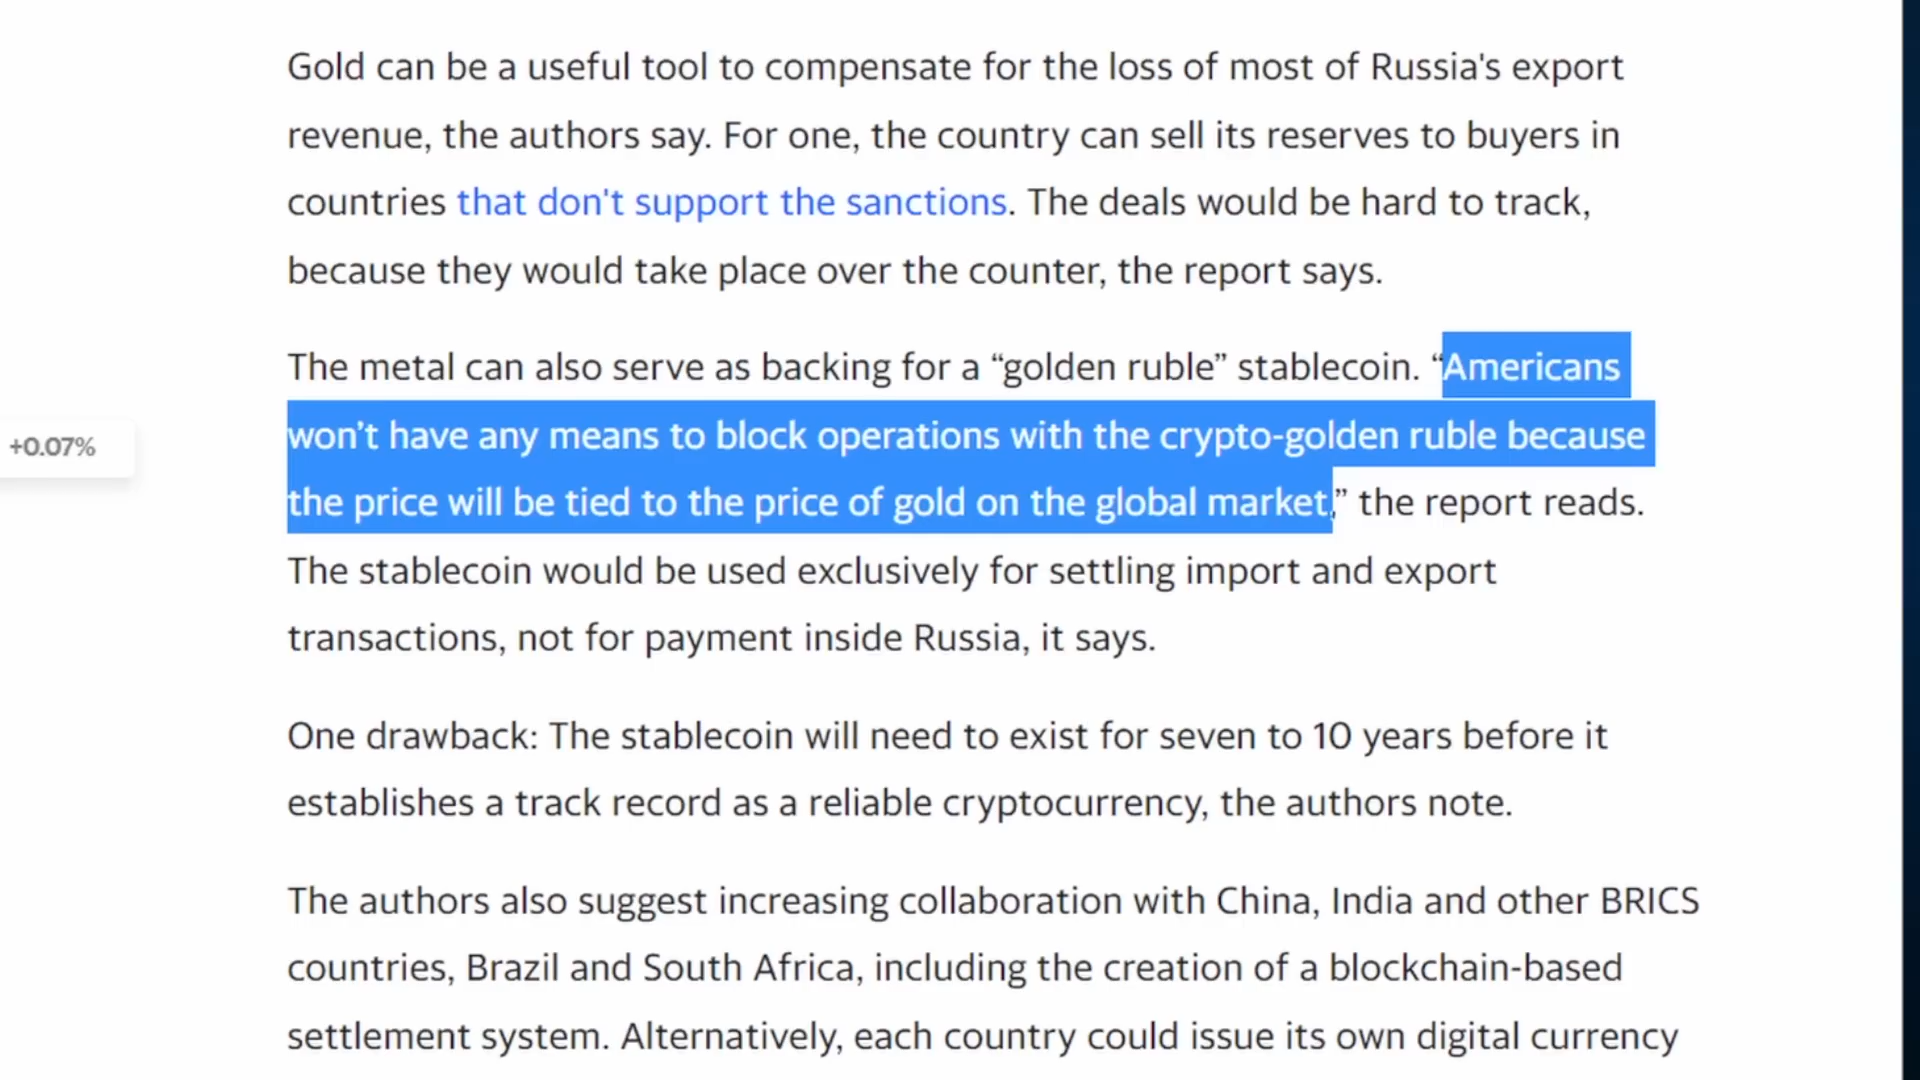 Gold can be a useful tool to compensate for the loss of most of Russia's export
revenue, the authors say. For one, the country can sell its reserves to buyers in
countries that don't support the sanctions. The deals would be hard to track,
because they would take place over the counter, the report says.
The metal can also serve as backing for a “golden ruble” stablecoin. “Americans
won’t have any means to block operations with the crypto-golden ruble because
the price will be tied to the price of gold on the global market,” the report reads.
+0.07%
The stablecoin would be used exclusively for settling import and export
transactions, not for payment inside Russia, it says.
One drawback: The stablecoin will need to exist for seven to 10 years before it
establishes a track record as a reliable cryptocurrency, the authors note.
The authors also suggest increasing collaboration with China, India and other BRICS
countries, Brazil and South Africa, including the creation of a blockchain-based
settlement system. Alternatively, each country could issue its own digital currency